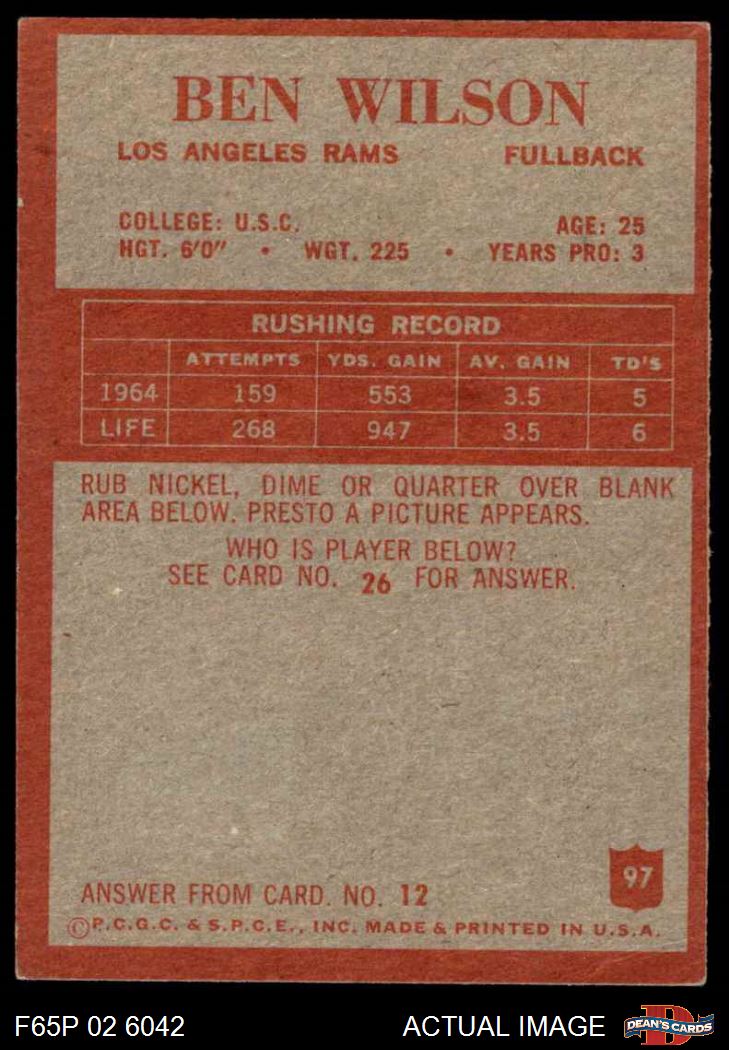 BEN WILSON
LOS ANGELES RAMS FULLBACK
COLLEGE: U.S.C. AGE: 25
HGT. 6'0" • WGT. 225 • YEARS PRO: 3
RUSHING RECORD
ATTEMPTS YDS. GAIN AV. GAIN TD'S
1964 159 553 3.5 5
LIFE 268 947 3.5 6
RUB NICKEL, DIME OR QUARTER OVER BLANK
AREA BELOW. PRESTO A PICTURE APPEARS.
WHO IS PLAYER BELOW?
SEE CARD NO. 26 FOR ANSWER.
97
ANSWER FROM CARD. NO. 12
©P.C.G.C. & S.P.C.E., INC. MADE & PRINTED IN U.S.A.
F65P 02 6042 ACTUAL IMAGE
D
DEAN'S CARDS